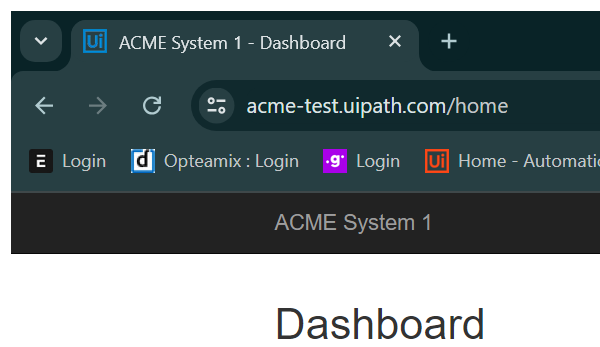 Ui ACME System 1 - Dashboard
acme-test.uipath.com/home
E Login d Opteamix : Login .g Login Ui Home - Automati
ACME System 1
Dashboard